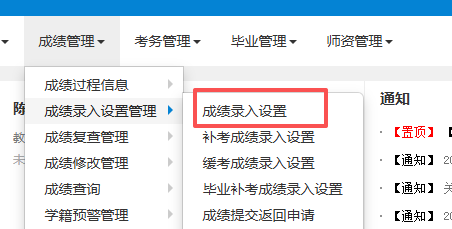 成绩管理 考务管理 毕业管理 师资管理
成绩过程信息
成绩录入设置管理
成绩复查管理
成绩修改管理
成绩查询
学籍预警管理
成绩录入设置
补考成绩录入设置
缓考成绩录入设置
毕业补考成绩录入设置
成绩提交返回申请
通知
【置顶】
【通知】
【通知】 关
【通知】 2
【通知】 2